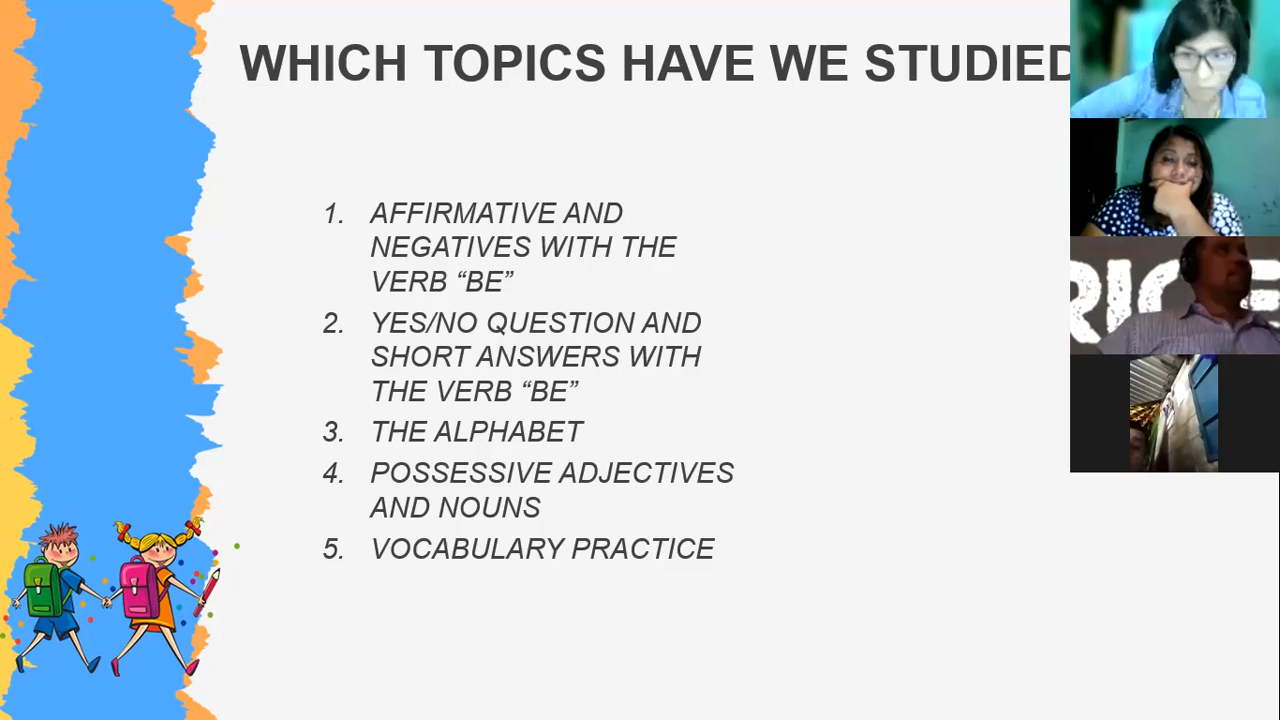 WHICH TOPICS HAVE WE STUDIED
1. AFFIRMATIVE AND
NEGATIVES WITH THE
VERB “BE”
2. YES/NO QUESTION AND
SHORT ANSWERS WITH
THE VERB “BE”
3. THE ALPHABET
4. POSSESSIVE ADJECTIVES
AND NOUNS
5. VOCABULARY PRACTICE